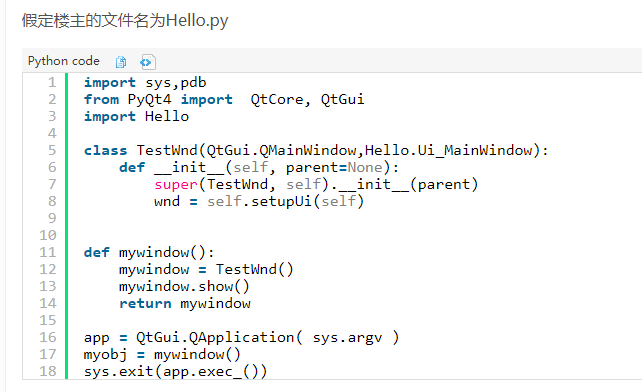 假定楼主的文件名为Hello.py
Python code
1 import sys,pdb
2 from PyQt4 import  QtCore, QtGui
3 import Hello
4
5 class TestWnd(QtGui.QMainWindow,Hello.Ui_MainWindow):
6     def __init__(self, parent=None):
7         super(TestWnd, self).__init__(parent)
8         wnd = self.setupUi(self)
9
10
11 def mywindow():
12     mywindow = TestWnd()
13     mywindow.show()
14     return mywindow
15
16 app = QtGui.QApplication( sys.argv )
17 myobj = mywindow()
18 sys.exit(app.exec_())